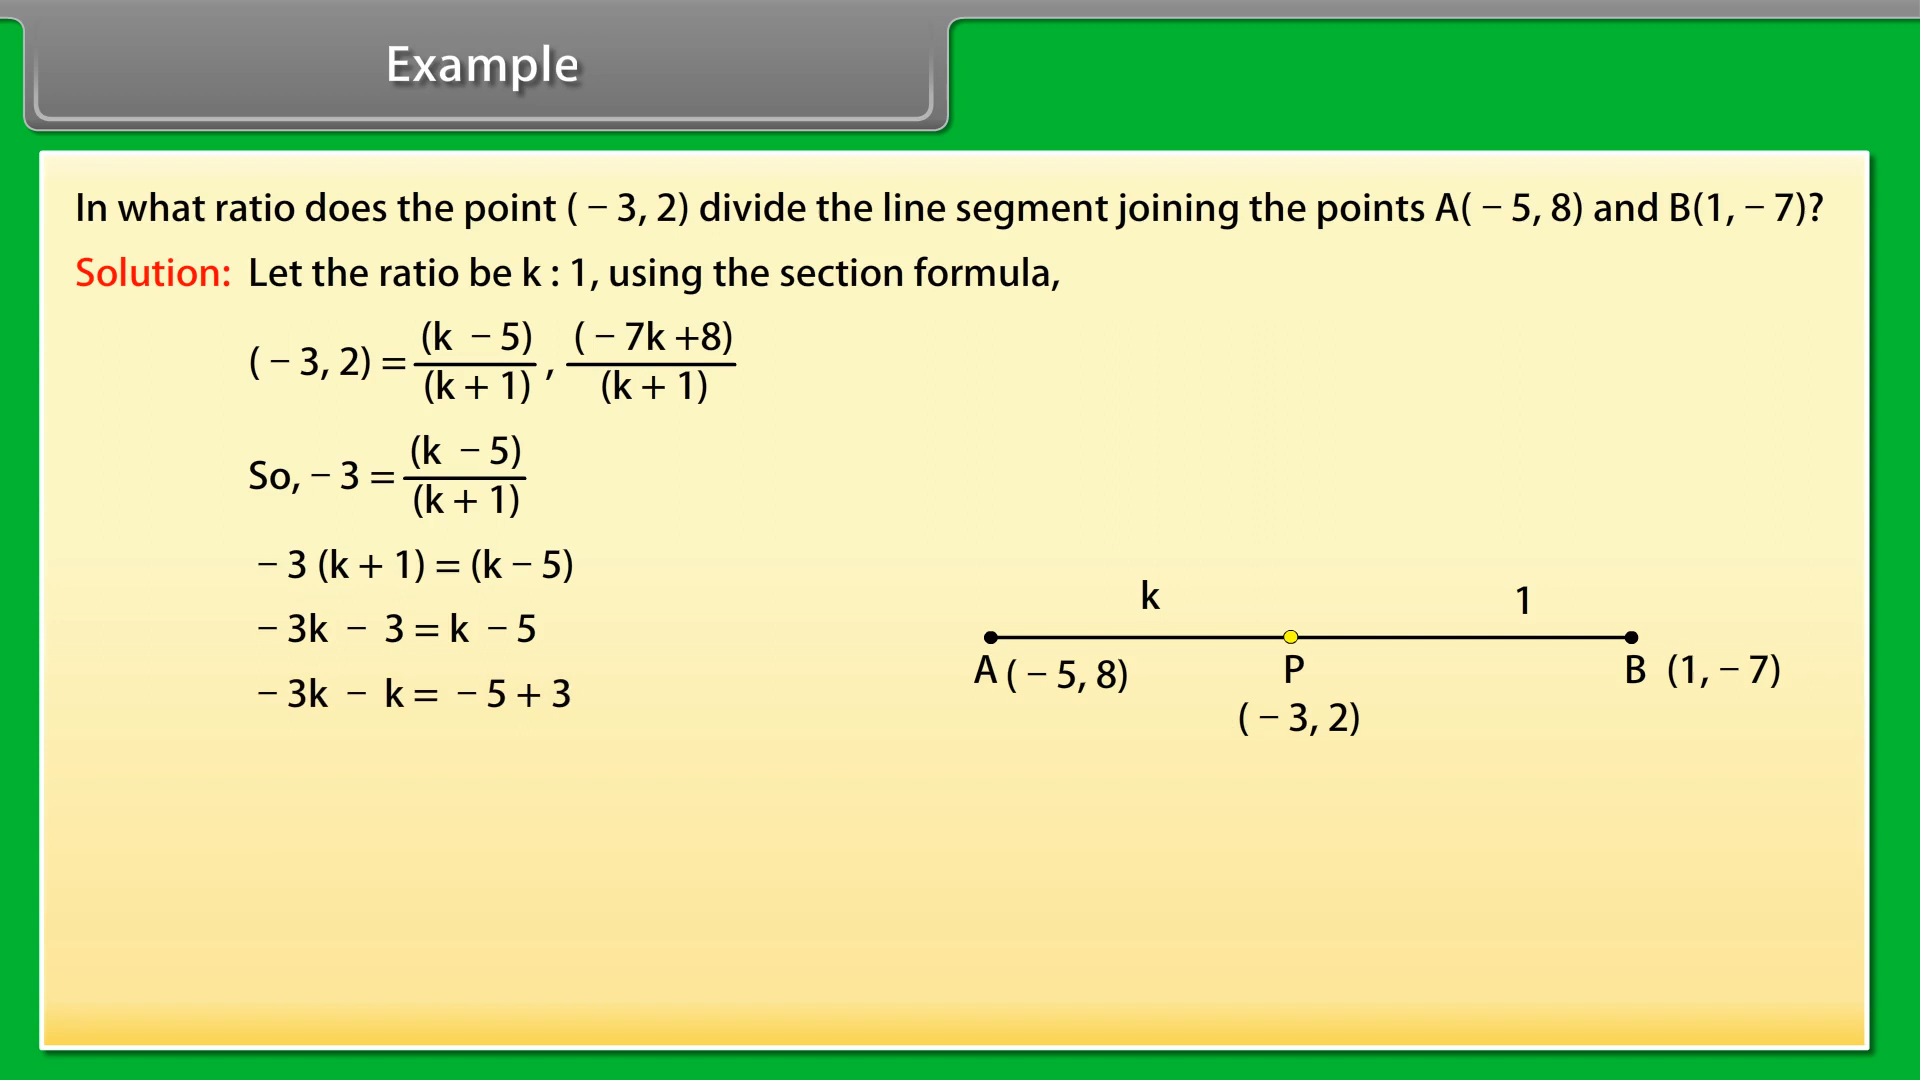 Example
In what ratio does the point ( − 3, 2) divide the line segment joining the points A( − 5, 8) and B(1, − 7)?
Solution: Let the ratio be k : 1, using the section formula,
( − 3, 2) = (k − 5)/(k + 1) , ( − 7k +8)/(k + 1)
So, − 3 = (k − 5)/(k + 1)
− 3 (k + 1) = (k − 5)
− 3k − 3 = k − 5
− 3k − k = − 5 + 3
k 1
A ( − 5, 8) P B (1, − 7)
( − 3, 2)